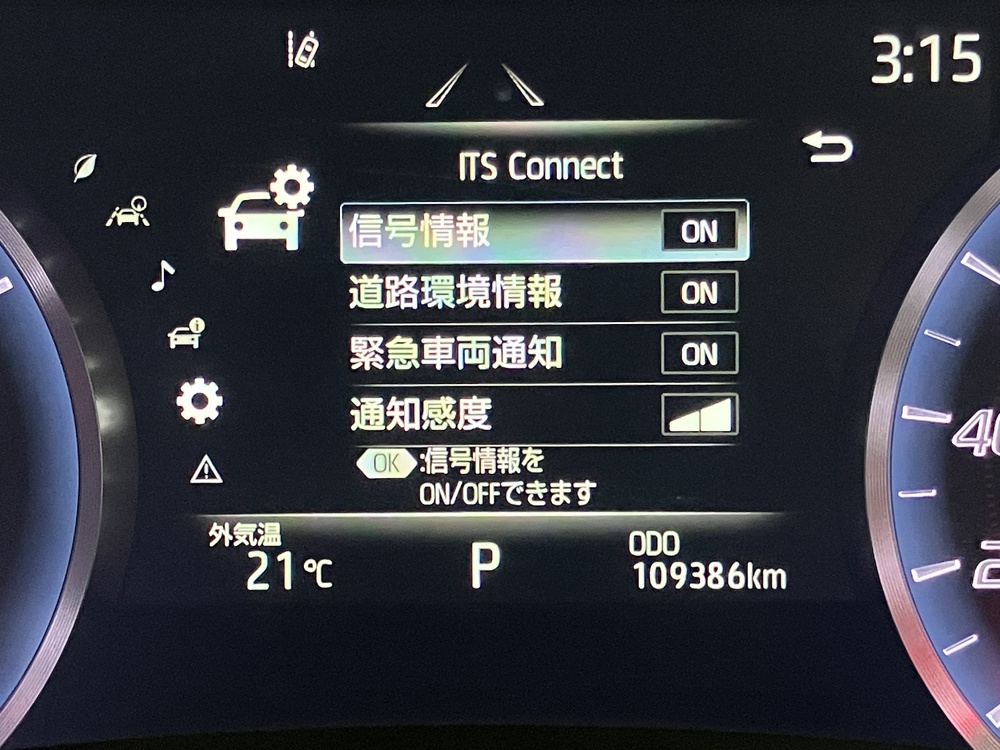 3:15
ITS Connect
信号情報 ON
道路環境情報 ON
緊急車両通知 ON
通知感度
OK :信号情報を
ON/OFFできます
外気温
21℃
P
ODO
109386km